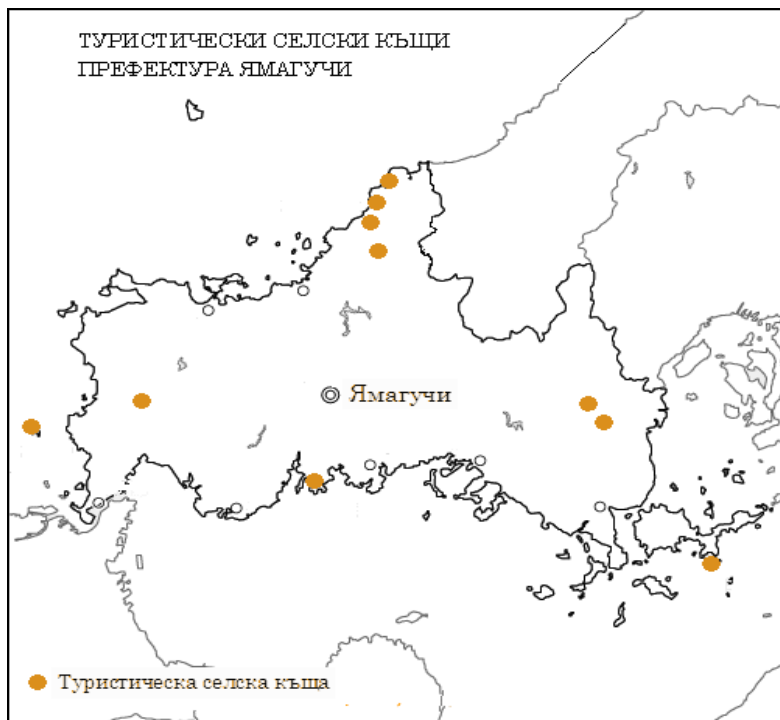 ТУРИСТИЧЕСКИ СЕЛСКИ КЪЩИ
ПРЕФЕКТУРА ЯМАГУЧИ
Ямагучи
Туристическа селска къща